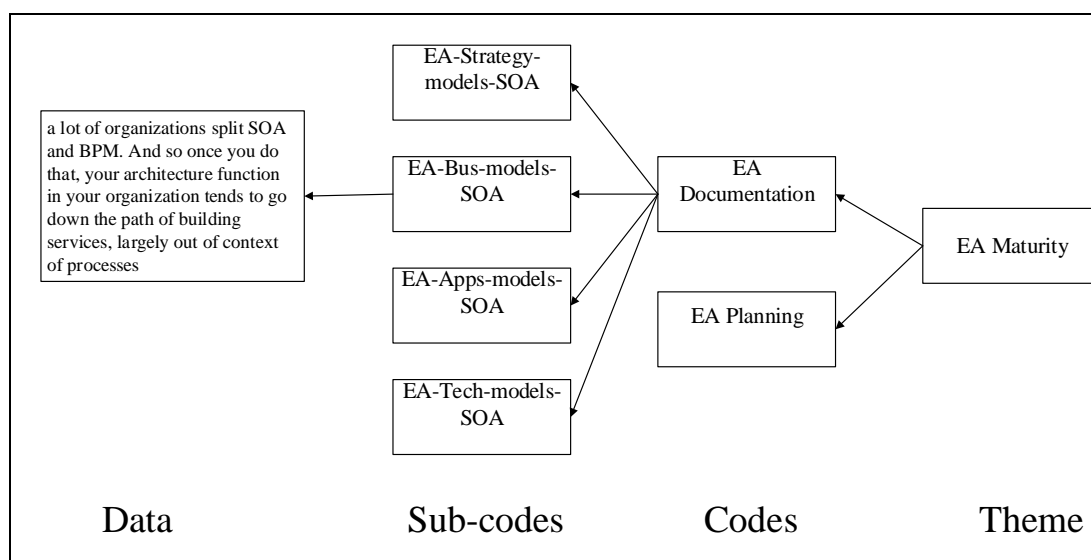 EA-Strategy-
models-SOA
a lot of organizations split SOA
and BPM. And so once you do
that, your architecture function
in your organization tends to go
down the path of building
services, largely out of context
of processes
EA-Bus-models-
SOA
EA
Documentation
EA Maturity
EA-Apps-models-
SOA
EA Planning
EA-Tech-models-
SOA
Data
Sub-codes
Codes
Theme